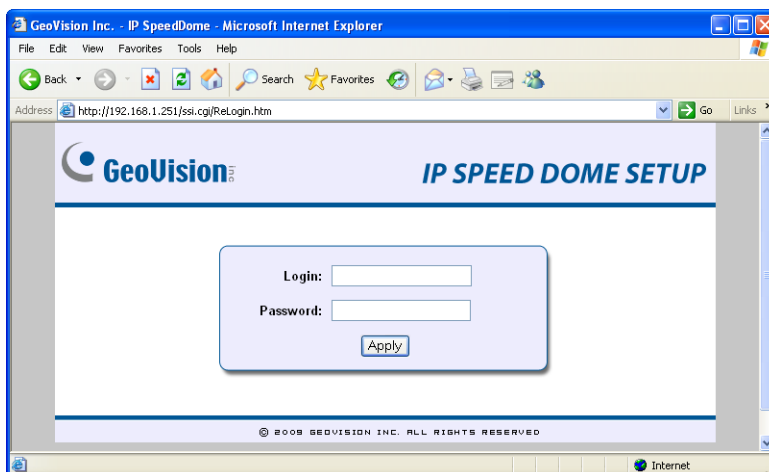 GeoVision Inc. - IP SpeedDome - Microsoft Internet Explorer
File Edit View Favorites Tools Help
Back Search Favorites
Address http://192.168.1.251/ssi.cgi/ReLogin.htm Go Links
GeoVision inc IP SPEED DOME SETUP
Login:
Password:
Apply
© 2009 GEOVISION INC. ALL RIGHTS RESERVED
Internet